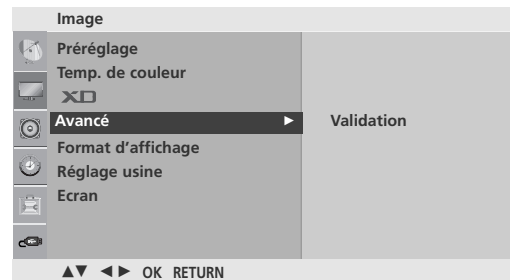 Image
Préréglage
Temp. de couleur
XD
Avancé ► Validation
Format d’affichage
Réglage usine
Ecran
▲▼ ◄► OK RETURN